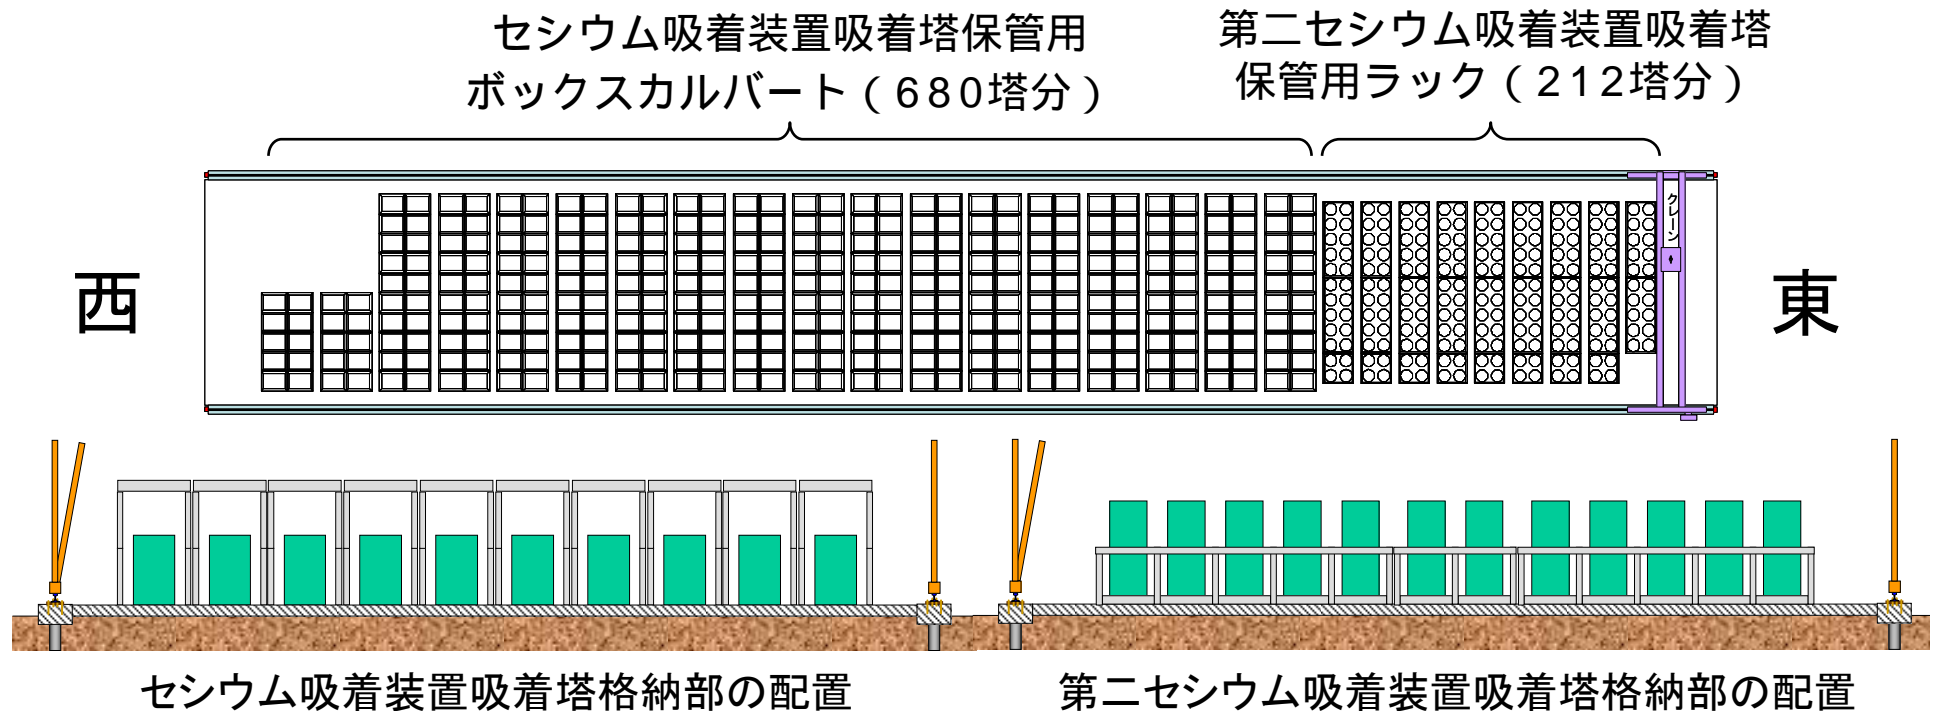 セシウム吸着装置吸着塔保管用
ボックスカルバート（６８０塔分）
第二セシウム吸着装置吸着塔
保管用ラック（２１２塔分）
クレーン
西
東
セシウム吸着装置吸着塔格納部の配置
第二セシウム吸着装置吸着塔格納部の配置